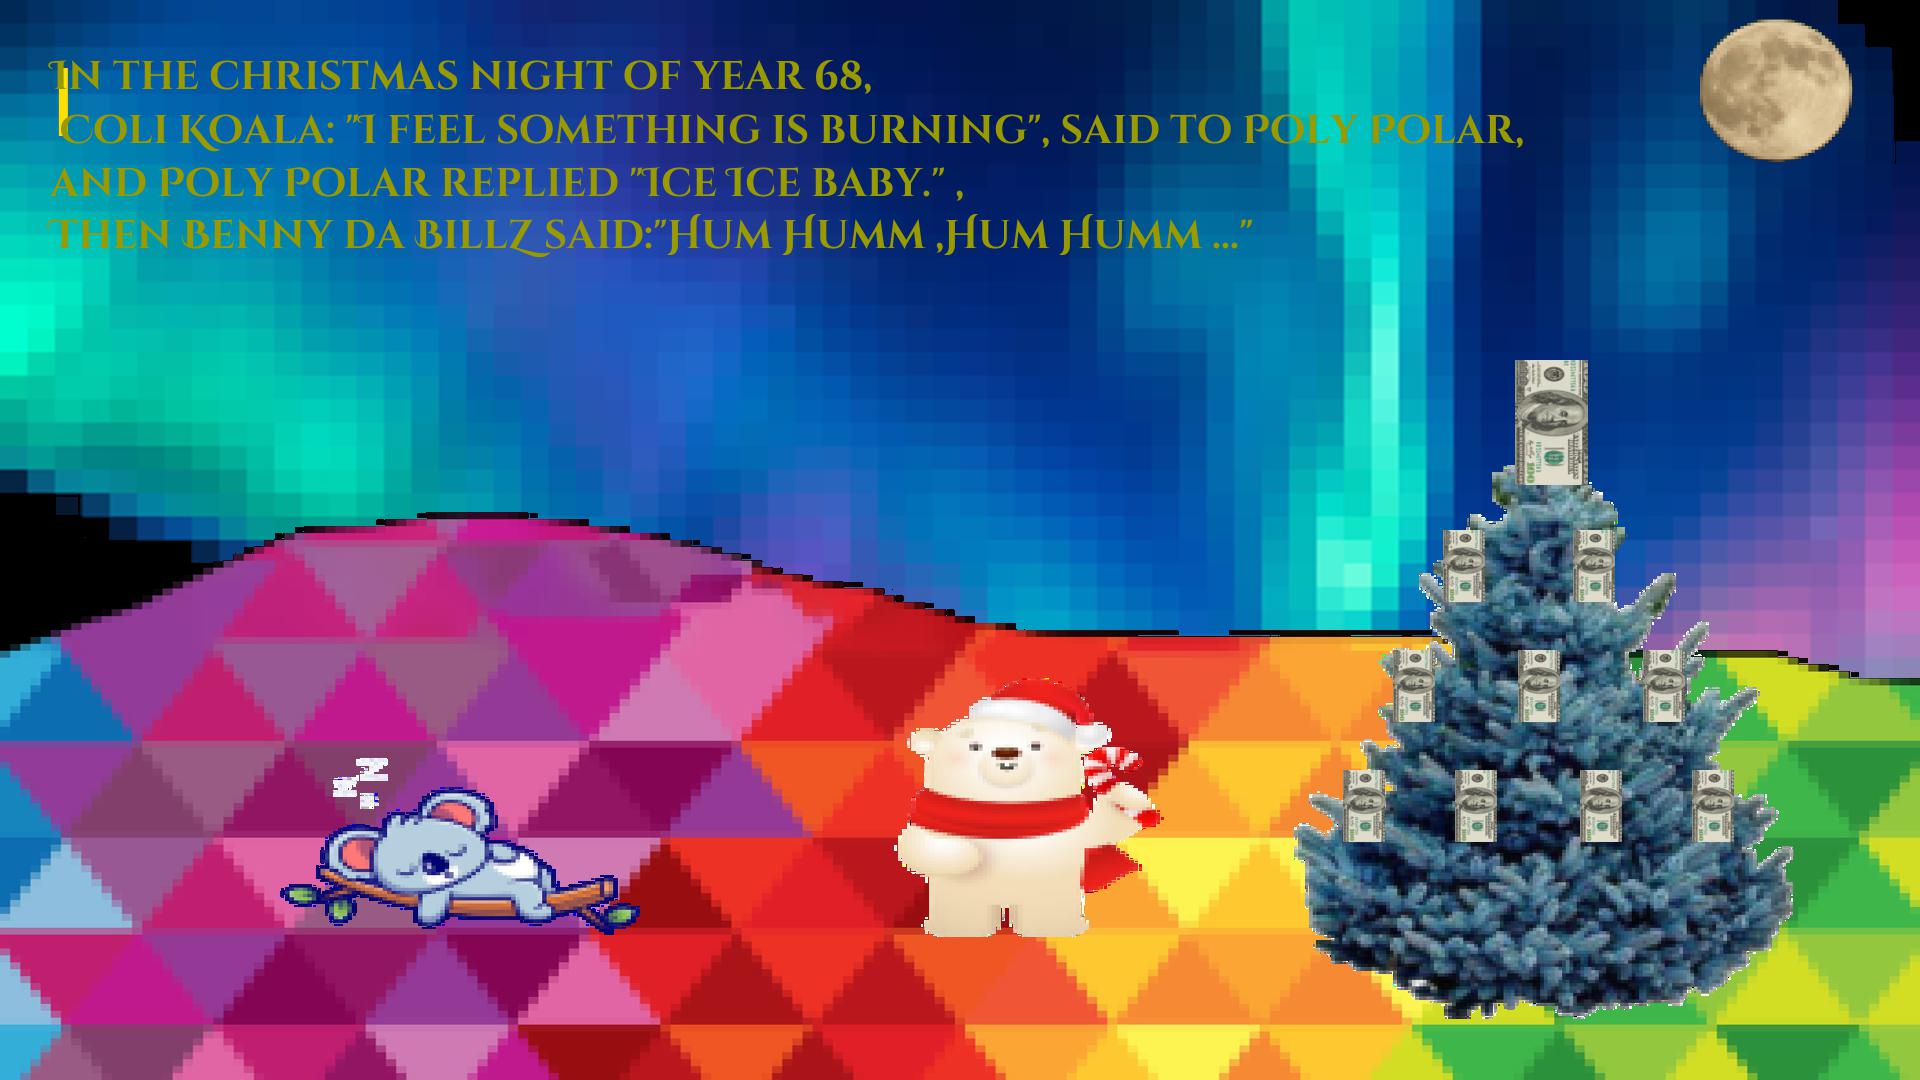 In the Christmas night of year 68,
Coli Koala: "I feel something is burning", said to Poly Polar,
and Poly Polar replied "Ice Ice baby." ,
Then Benny da BillZ said:"Hum Humm ,Hum Humm ..."
Z
Z